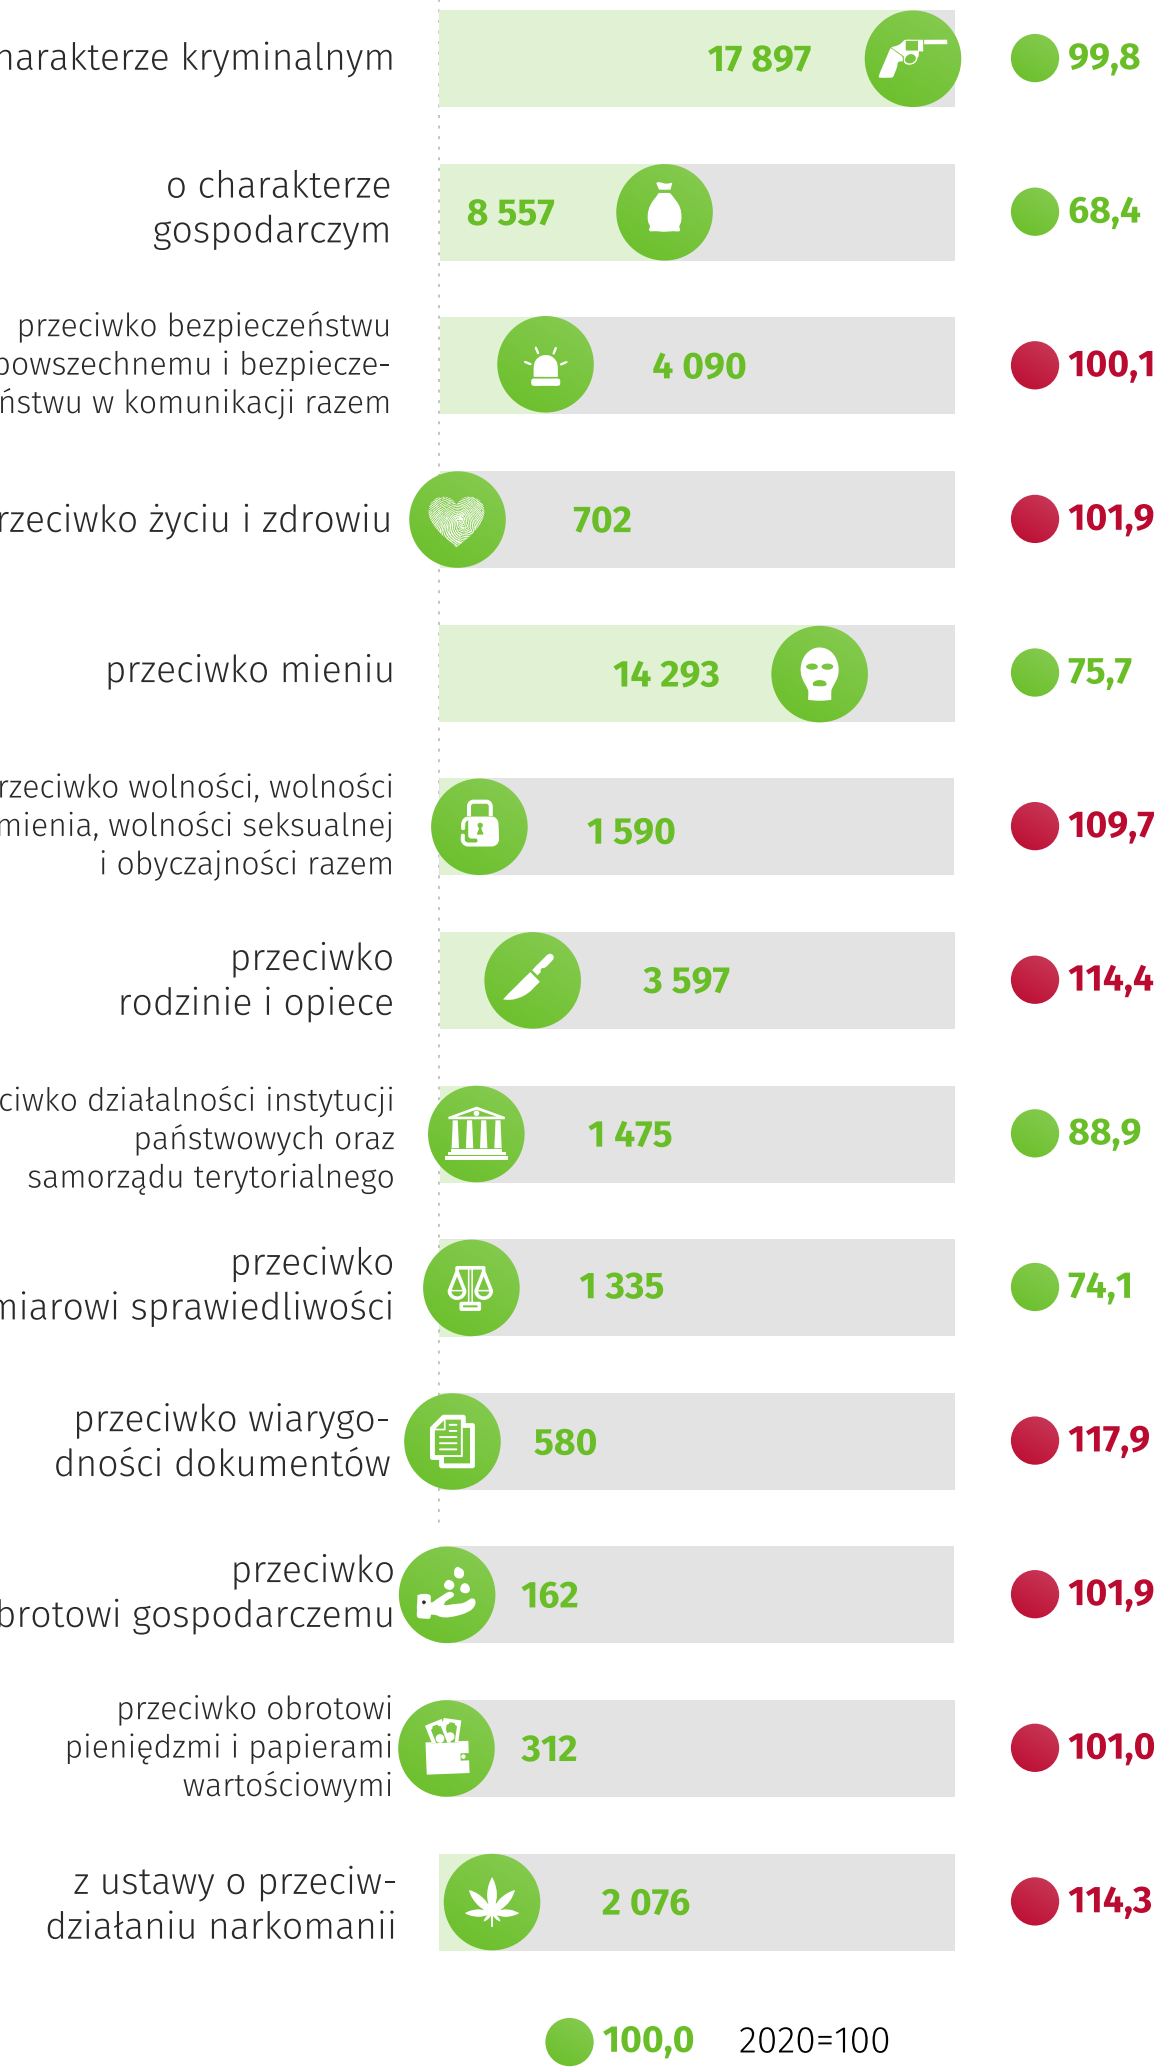 harakterze kryminalnym 17 897 99,8
o charakterze
gospodarczym
8 557 68,4
przeciwko bezpieczeństwu
powszechnemu i bezpiecze-
ństwu w komunikacji razem
4 090 100,1
rzeciwko życiu i zdrowiu 702 101,9
przeciwko mieniu 14 293 75,7
rzeciwko wolności, wolności
mienia, wolności seksualnej
i obyczajności razem
1 590 109,7
przeciwko
rodzinie i opiece
3 597 114,4
ciwko działalności instytucji
państwowych oraz
samorządu terytorialnego
1 475 88,9
przeciwko
miarowi sprawiedliwości
1 335 74,1
przeciwko wiarygo-
dności dokumentów
580 117,9
przeciwko
brotowi gospodarczemu
162 101,9
przeciwko obrotowi
pieniędzmi i papierami
wartościowymi
312 101,0
z ustawy o przeciw-
działaniu narkomanii
2 076 114,3
100,0 2020=100